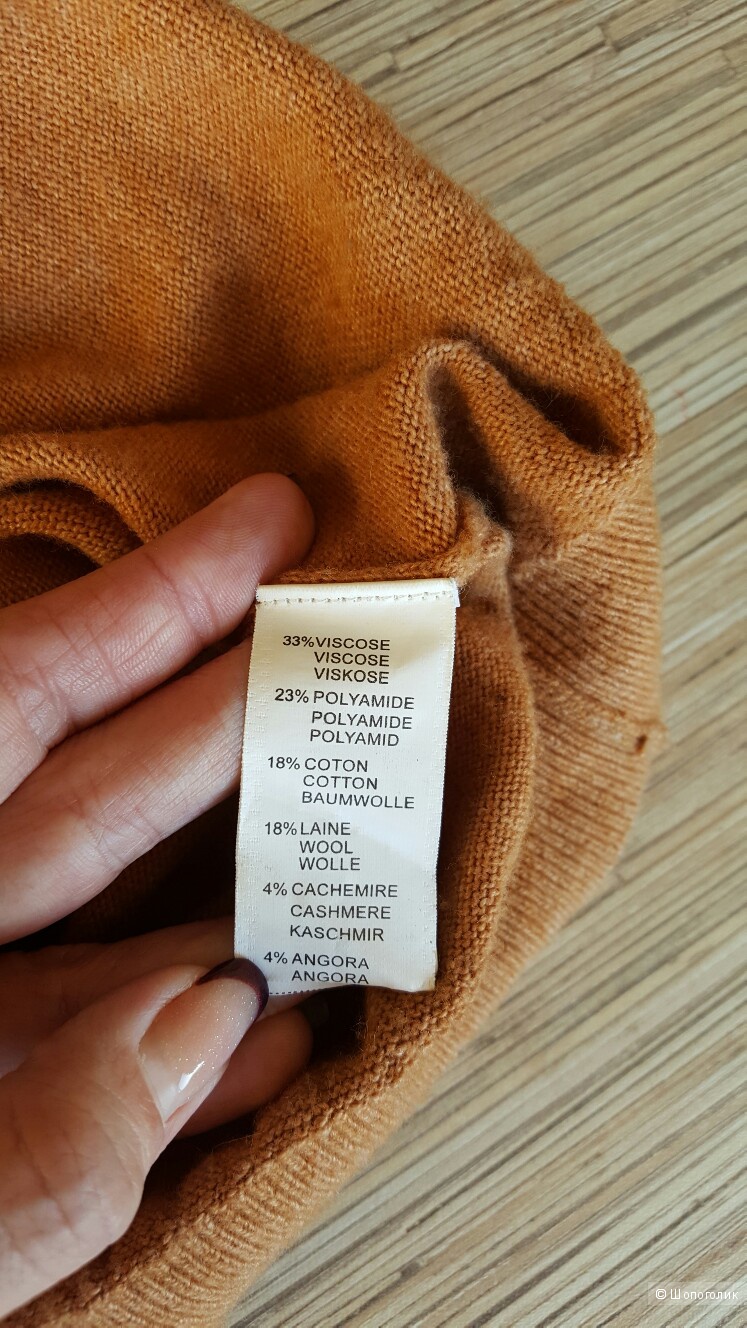 33%VISCOSE
VISCOSE
VISKOSE
23% POLYAMIDE
POLYAMIDE
POLYAMID
18% COTON
COTTON
BAUMWOLLE
18% LAINE
WOOL
WOLLE
4% CACHEMIRE
CASHMERE
KASCHMIR
4% ANGORA
ANGORA
© Шопоголик